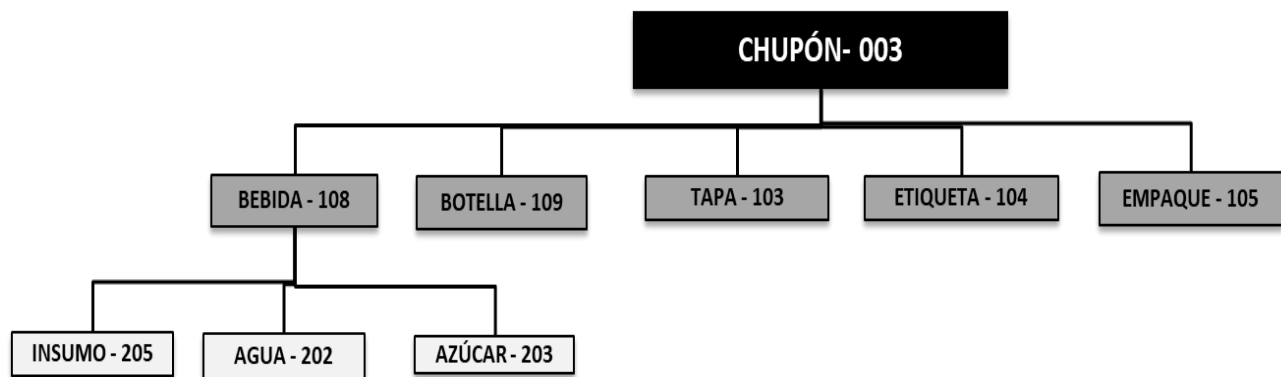 CHUPÓN- 003
BEBIDA - 108
BOTELLA - 109
TAPA - 103
ETIQUETA - 104
EMPAQUE - 105
INSUMO - 205
AGUA - 202
AZÚCAR - 203